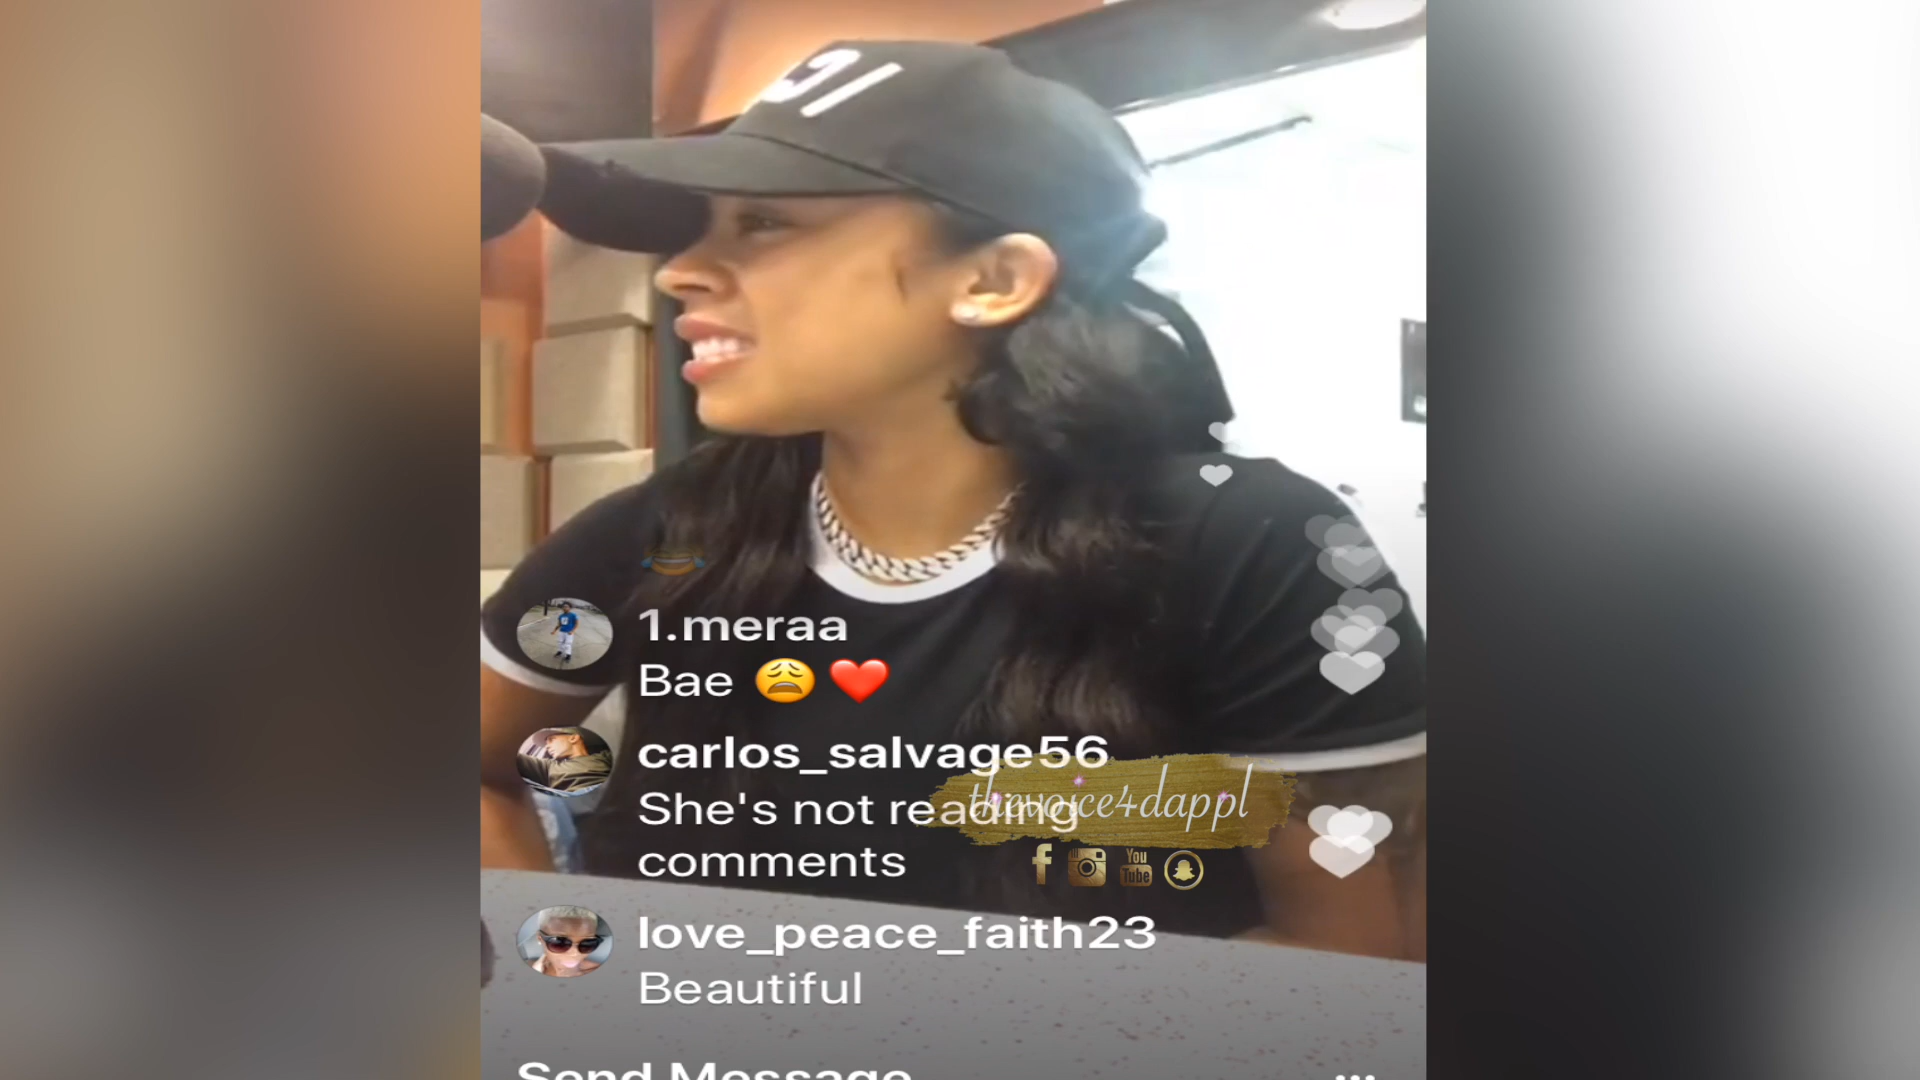 1.meraa
Bae 😩 ❤️
carlos_salvage56
She's not reading
comments
thevoice4dappl
f
You
Tube
love_peace_faith23
Beautiful
Send Message